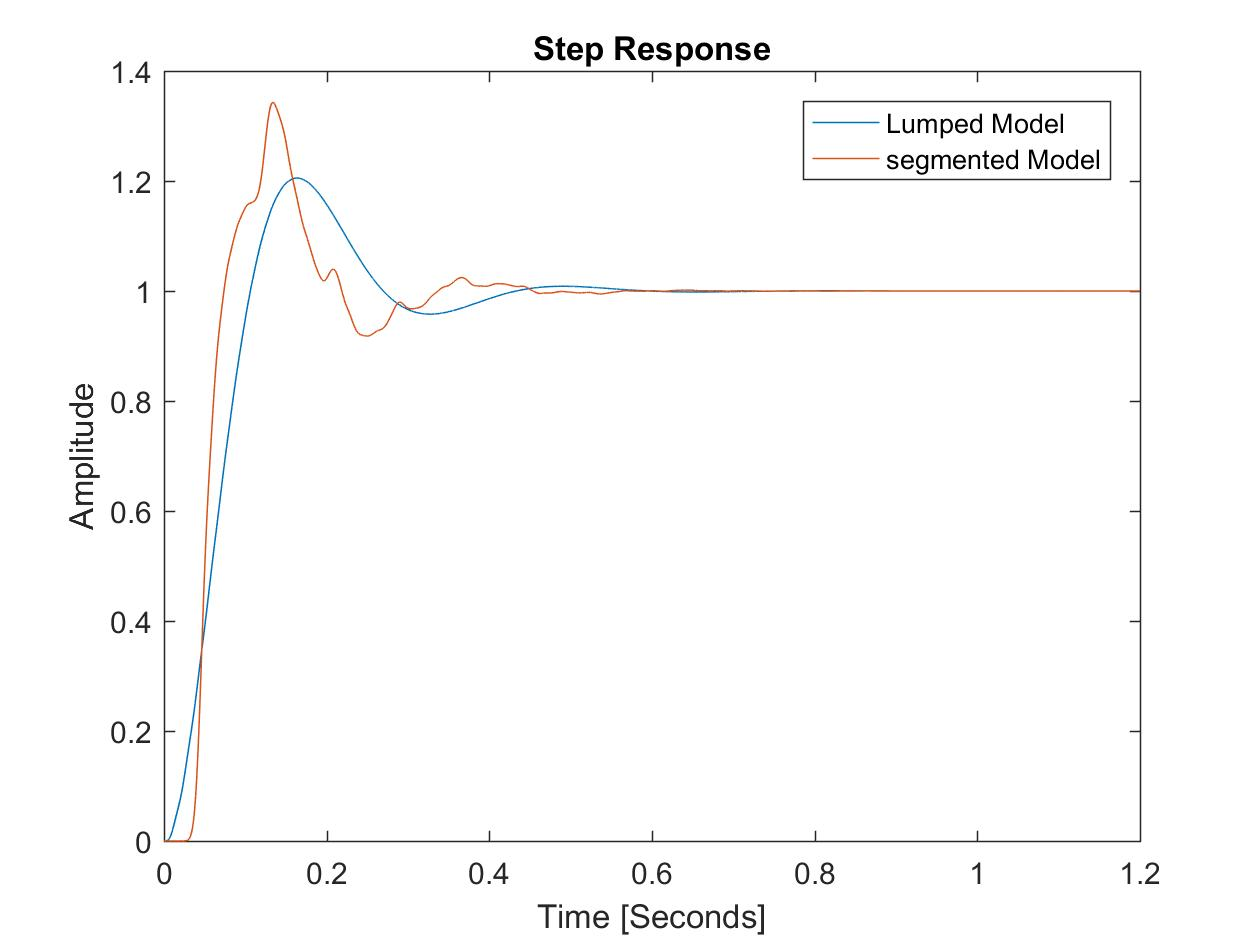 Step Response
1.4
1.2
1
0.8
0.6
0.4
0.2
0
Amplitude
Lumped Model
segmented Model
0 0.2 0.4 0.6 0.8 1 1.2
Time [Seconds]